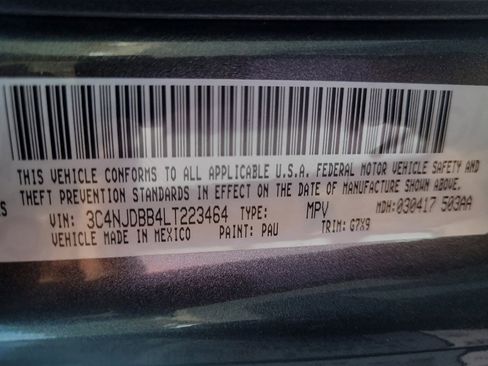 THIS VEHICLE CONFORMS TO ALL APPLICABLE U.S.A. FEDERAL MOTOR VEHICLE SAFETY AND
THEFT PREVENTION STANDARDS IN EFFECT ON THE DATE OF MANUFACTURE SHOWN ABOVE.
VIN: 3C4NJDBB4LT223464 TYPE: MPV MDH:030417 503AA
VEHICLE MADE IN MEXICO PAINT: PAU TRIM: G7X9